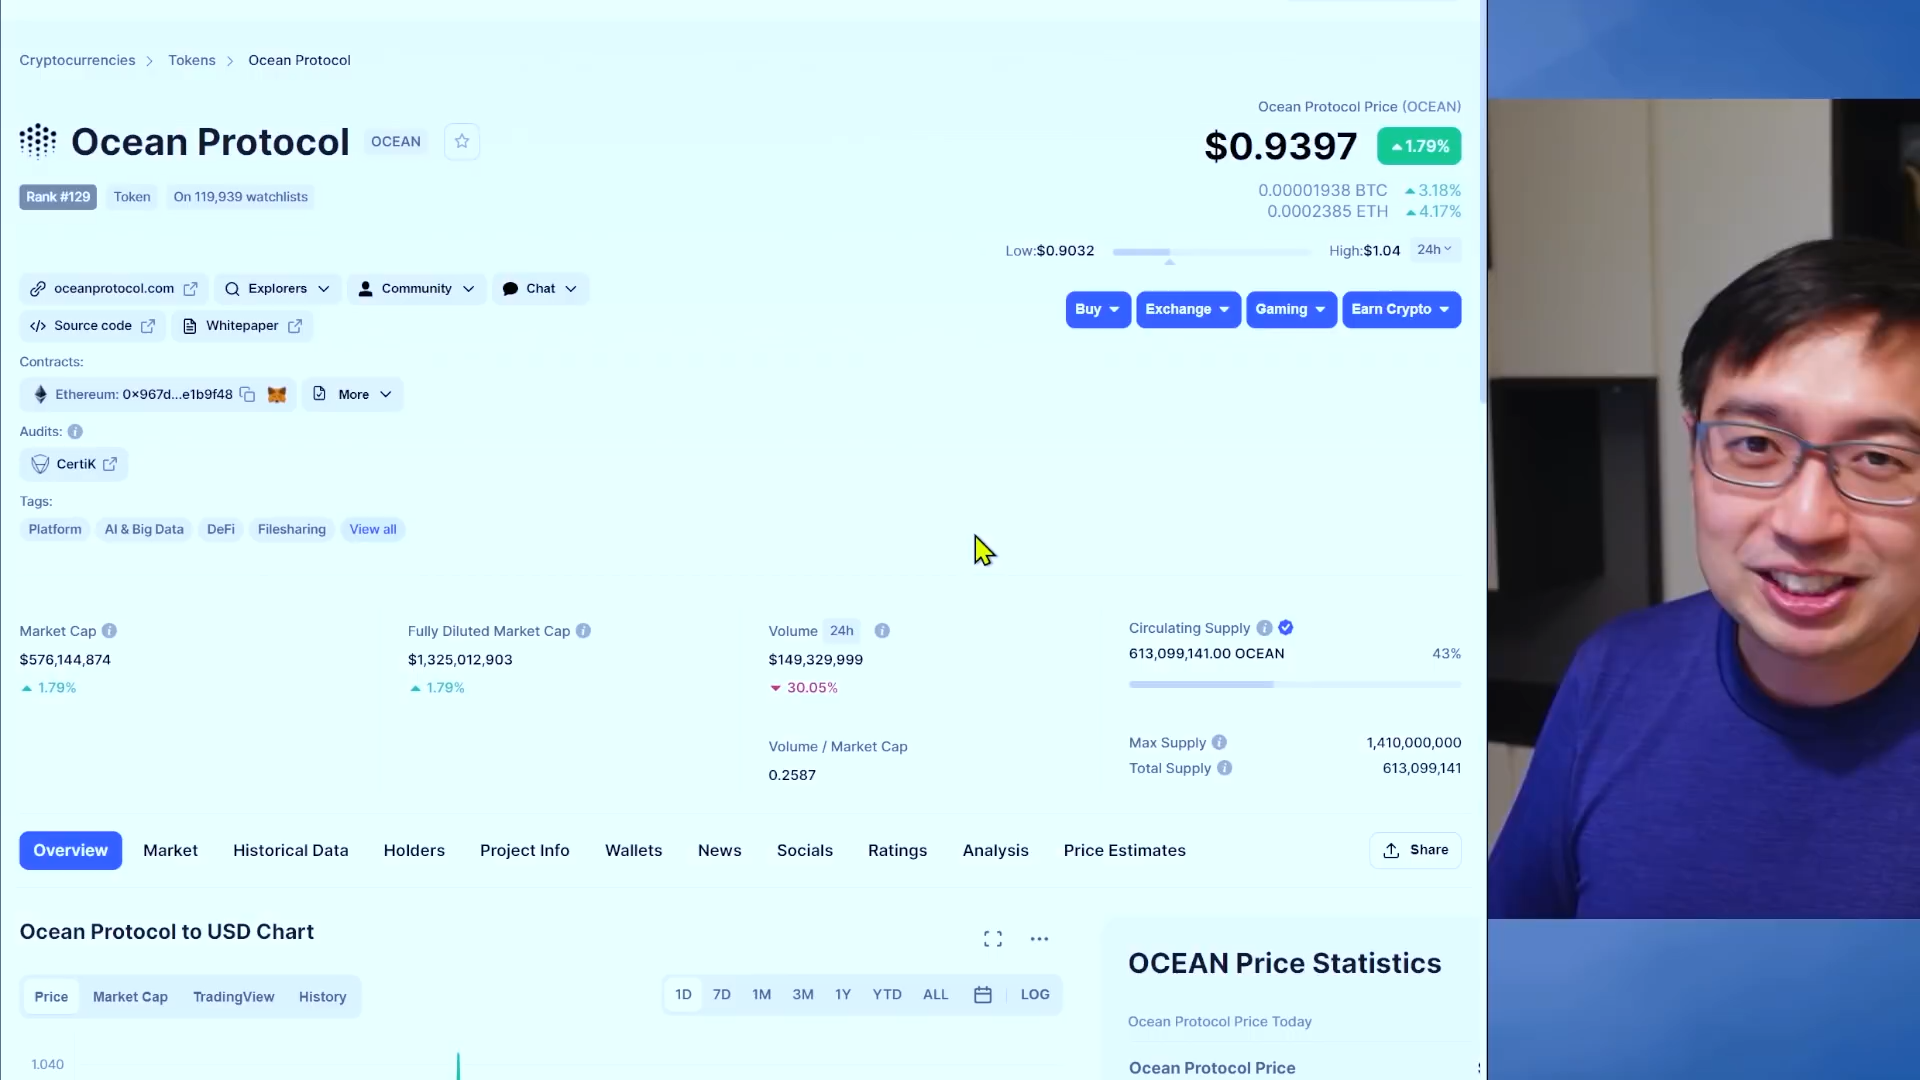 Cryptocurrencies > Tokens > Ocean Protocol
Ocean Protocol OCEAN
Rank #129 Token On 119,939 watchlists
Ocean Protocol Price (OCEAN)
$0.9397 1.79%
0.00001938 BTC 3.18%
0.0002385 ETH 4.17%
Low:$0.9032 High:$1.04 24h
oceanprotocol.com Explorers Community Chat
Source code Whitepaper
Buy Exchange Gaming Earn Crypto
Contracts:
Ethereum: 0x967d...e1b9f48 More
Audits:
CertiK
Tags:
Platform AI & Big Data DeFi Filesharing View all
Market Cap
$576,144,874
1.79%
Fully Diluted Market Cap
$1,325,012,903
1.79%
Volume 24h
$149,329,999
30.05%
Volume / Market Cap
0.2587
Circulating Supply
613,099,141.00 OCEAN 43%
Max Supply 1,410,000,000
Total Supply 613,099,141
Overview Market Historical Data Holders Project Info Wallets News Socials Ratings Analysis Price Estimates Share
Ocean Protocol to USD Chart
Price Market Cap TradingView History
1D 7D 1M 3M 1Y YTD ALL LOG
1.040
OCEAN Price Statistics
Ocean Protocol Price Today
Ocean Protocol Price